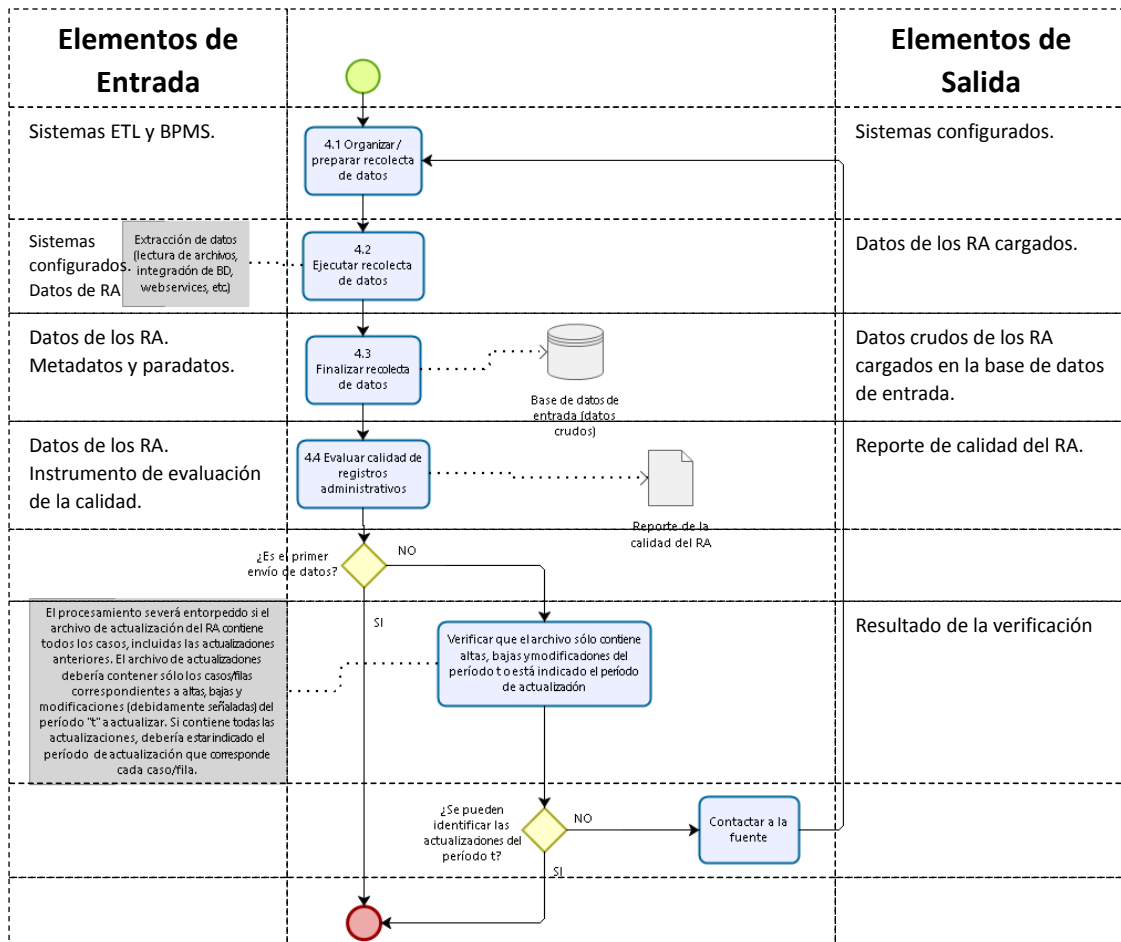 Elementos de
Entrada
Elementos de
Salida
Sistemas ETL y BPMS.
4.1 Organizar/
preparar recolecta
de datos
Sistemas configurados.
Sistemas
configurados.
Datos de RA
Extracción de datos
(lectura de archivos,
integración de BD,
webservices, etc)
4.2
Ejecutar recolecta
de datos
Datos de los RA cargados.
Datos de los RA.
Metadatos y paradatos.
4.3
Finalizar recolecta
de datos
Base de datos de
entrada (datos
crudos)
Datos crudos de los RA
cargados en la base de datos
de entrada.
Datos de los RA.
Instrumento de evaluación
de la calidad.
4.4 Evaluar calidad de
registros
administrativos
Reporte de la
calidad del RA
Reporte de calidad del RA.
¿Es el primer
envío de datos?
NO
SI
El procesamiento severá entorpecido si el
archivo de actualización del RA contiene
todos los casos, incluidas las actualizaciones
anteriores. El archivo de actualizaciones
debería contener sólo los casos/filas
correspondientes a altas, bajas y
modificaciones (debidamente señaladas) del
período "t" a actualizar. Si contiene todas las
actualizaciones, debería estar indicado el
período de actualización que corresponde
cada caso/fila.
Verificar que el archivo sólo contiene
altas, bajas y modificaciones del
período t o está indicado el período
de actualización
Resultado de la verificación
¿Se pueden
identificar las
actualizaciones del
período t?
NO
Contactar a la
fuente
SI